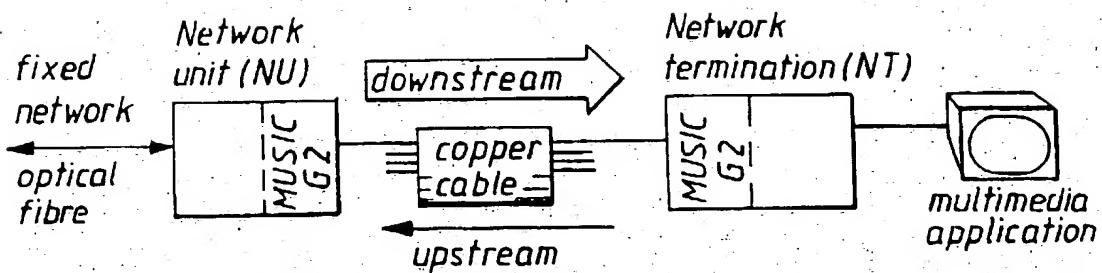 fixed
network
optical
fibre
Network
unit (NU)
MUSIC
G2
downstream
copper
cable
upstream
Network
termination (NT)
MUSIC
G2
multimedia
application